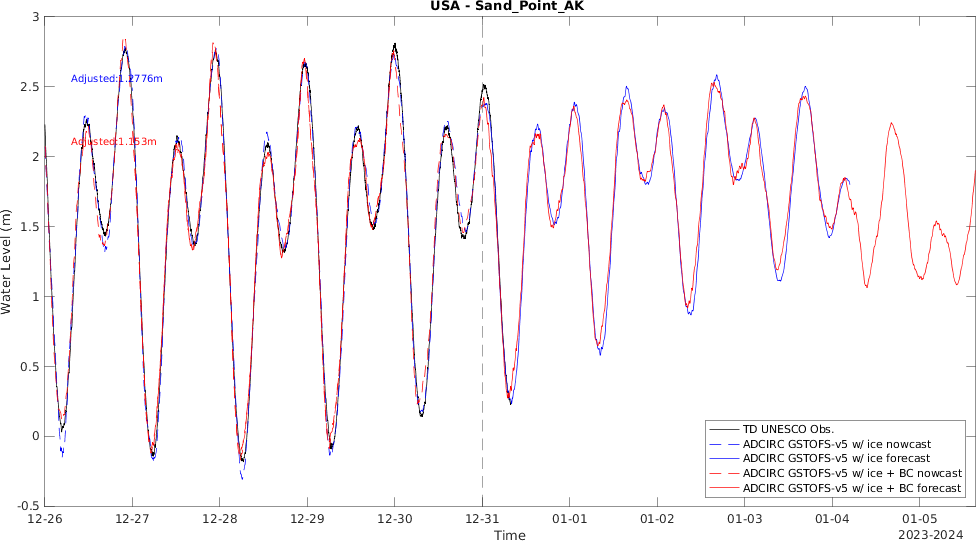 USA - Sand_Point_AK
3
2.5
2
1.5
1
0.5
0
-0.5
Water Level (m)
Adjusted:1.2776m
Adjusted:1.153m
12-26 12-27 12-28 12-29 12-30 12-31 01-01 01-02 01-03 01-04 01-05
Time
2023-2024
TD UNESCO Obs.
ADCIRC GSTOFS-v5 w/ ice nowcast
ADCIRC GSTOFS-v5 w/ ice forecast
ADCIRC GSTOFS-v5 w/ ice + BC nowcast
ADCIRC GSTOFS-v5 w/ ice + BC forecast